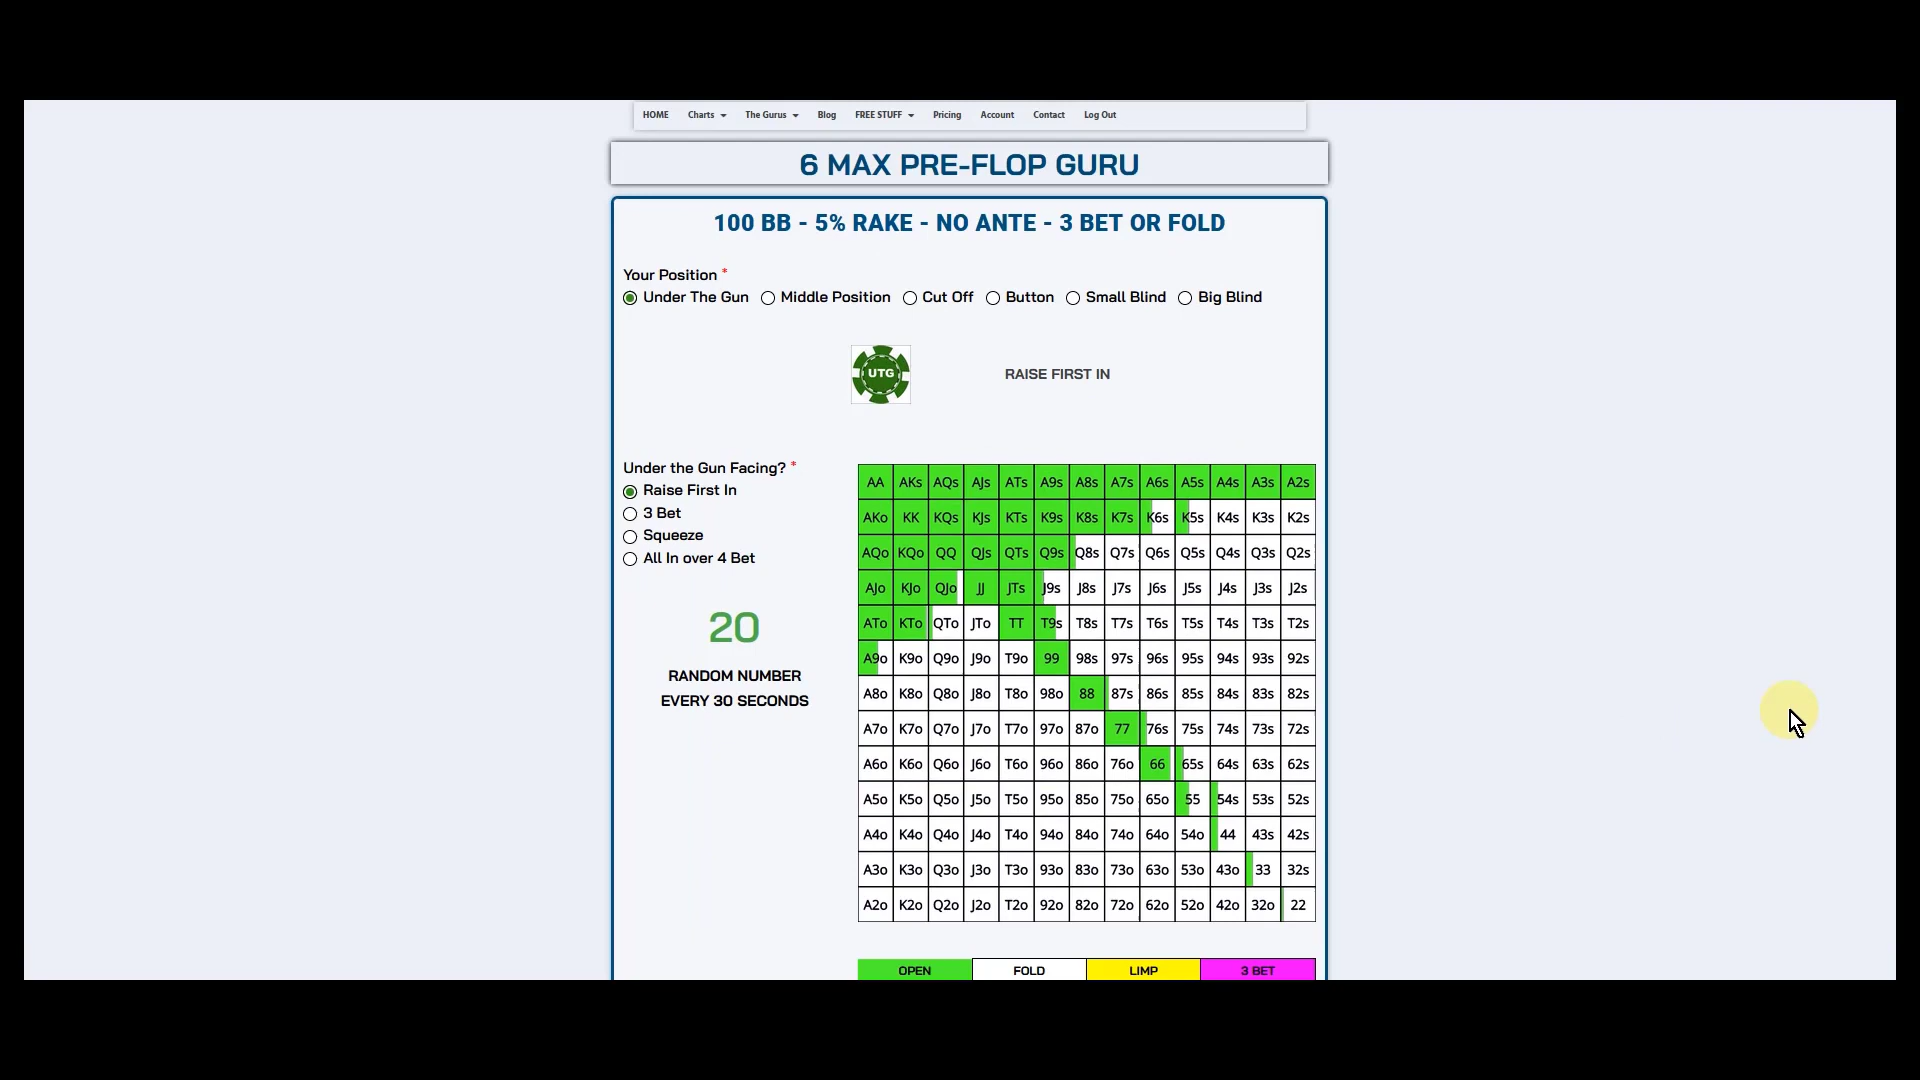 HOME Charts The Gurus Blog FREE STUFF Pricing Account Contact Log Out
6 MAX PRE-FLOP GURU
100 BB - 5% RAKE - NO ANTE - 3 BET OR FOLD
Your Position *
Under The Gun Middle Position Cut Off Button Small Blind Big Blind
UTG RAISE FIRST IN
Under the Gun Facing? *
Raise First In
3 Bet
Squeeze
All In over 4 Bet
20
RANDOM NUMBER
EVERY 30 SECONDS
AA AKs AQs AJs ATs A9s A8s A7s A6s A5s A4s A3s A2s
AKo KK KQs KJs KTs K9s K8s K7s K6s K5s K4s K3s K2s
AQo KQo QQ QJs QTs Q9s Q8s Q7s Q6s Q5s Q4s Q3s Q2s
AJo KJo QJo JJ JTs J9s J8s J7s J6s J5s J4s J3s J2s
ATo KTo QTo JTo TT T9s T8s T7s T6s T5s T4s T3s T2s
A9o K9o Q9o J9o T9o 99 98s 97s 96s 95s 94s 93s 92s
A8o K8o Q8o J8o T8o 98o 88 87s 86s 85s 84s 83s 82s
A7o K7o Q7o J7o T7o 97o 87o 77 76s 75s 74s 73s 72s
A6o K6o Q6o J6o T6o 96o 86o 76o 66 65s 64s 63s 62s
A5o K5o Q5o J5o T5o 95o 85o 75o 65o 55 54s 53s 52s
A4o K4o Q4o J4o T4o 94o 84o 74o 64o 54o 44 43s 42s
A3o K3o Q3o J3o T3o 93o 83o 73o 63o 53o 43o 33 32s
A2o K2o Q2o J2o T2o 92o 82o 72o 62o 52o 42o 32o 22
OPEN FOLD LIMP 3 BET